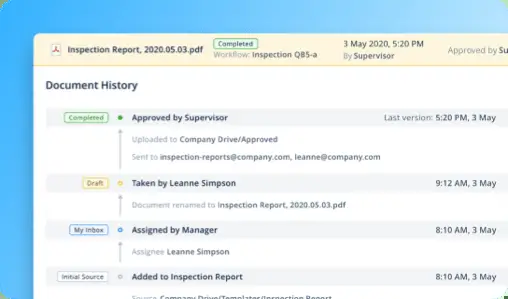 Inspection Report, 2020.05.03.pdf
Completed
Workflow: Inspection QB5-a
3 May 2020, 5:20 PM
By Supervisor
Approved by Su
Document History
Completed
Approved by Supervisor
Last version: 5:20 PM, 3 May
Uploaded to Company Drive/Approved
Sent to inspection-reports@company.com, leanne@company.com
Draft
Taken by Leanne Simpson
9:12 AM, 3 May
Document renamed to Inspection Report, 2020.05.03.pdf
My Inbox
Assigned by Manager
8:10 AM, 3 May
Assignee Leanne Simpson
Initial Source
Added to Inspection Report
8:10 AM, 3 May
Source Company Drive/Templates/Inspection Report